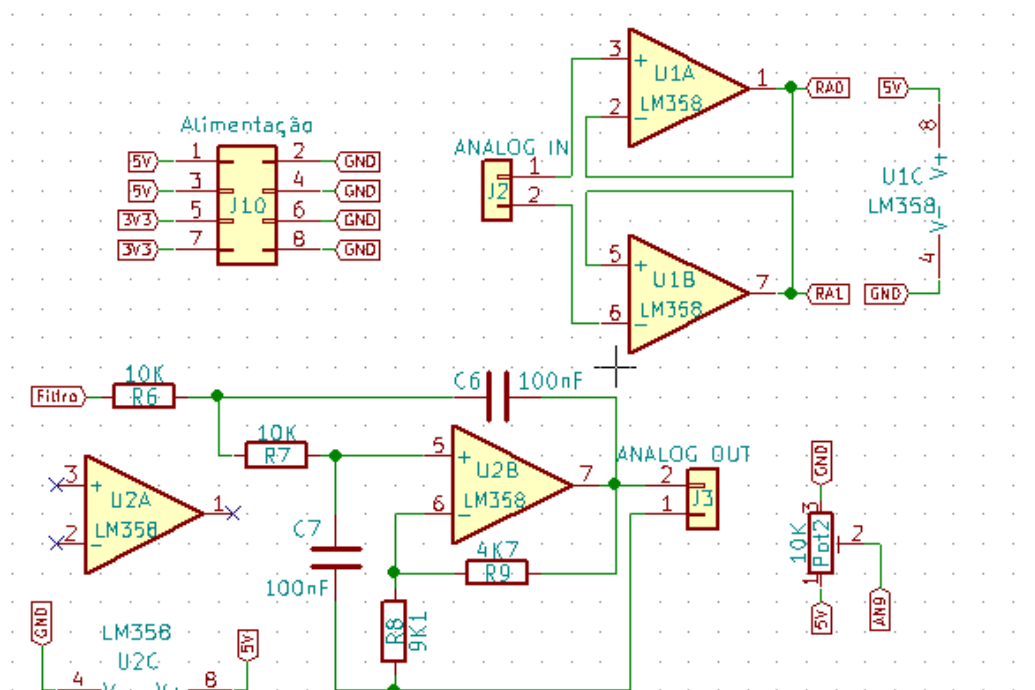 Alimentação
5V 1 2 GND
5V 3 4 GND
J10
3V3 5 6 GND
3V3 7 8 GND
ANALOG IN
J2
1
2
3
+
U1A
1
RA0
2
-
LM358
5V
8
V+
U1C
LM358
V-
4
GND
5
+
U1B
7
RA1
6
-
LM358
Filtro
10K
R6
C6
100nF
10K
R7
5
+
U2B
7
6
-
LM358
ANALOG OUT
2
1
J3
3
+
U2A
1
2
-
LM358
C7
100nF
4K7
R9
R8
9K1
GND
3
10K
Pot2
2
1
5V
AN9
GND
LM358
U2C
5V
4
8